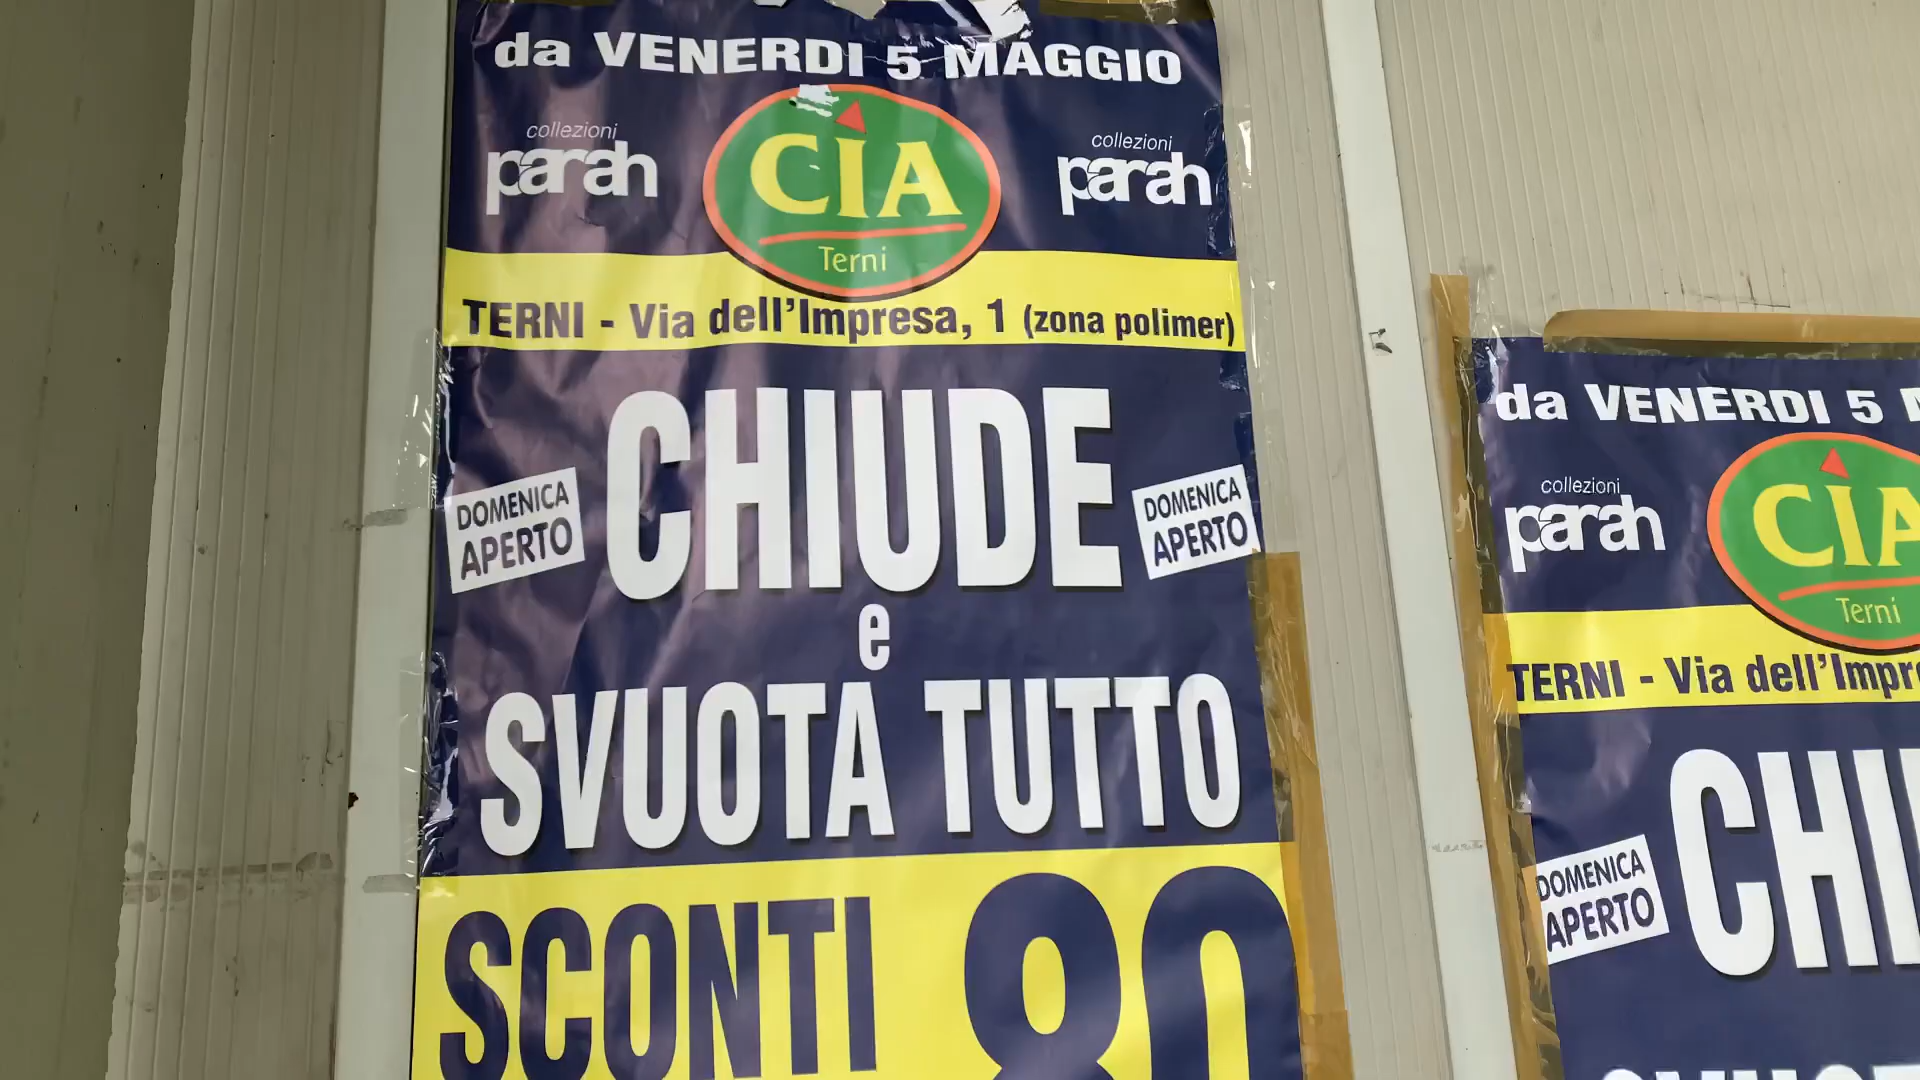 da VENERDI 5 MAGGIO
collezioni
parah
CIA
Terni
collezioni
parah
TERNI - Via dell'Impresa, 1 (zona polimer)
DOMENICA
APERTO
CHIUDE
DOMENICA
APERTO
e
SVUOTA TUTTO
SCONTI 80
da VENERDI 5
collezioni
parah
CIA
Terni
TERNI - Via dell'Impre
DOMENICA
APERTO
CHI